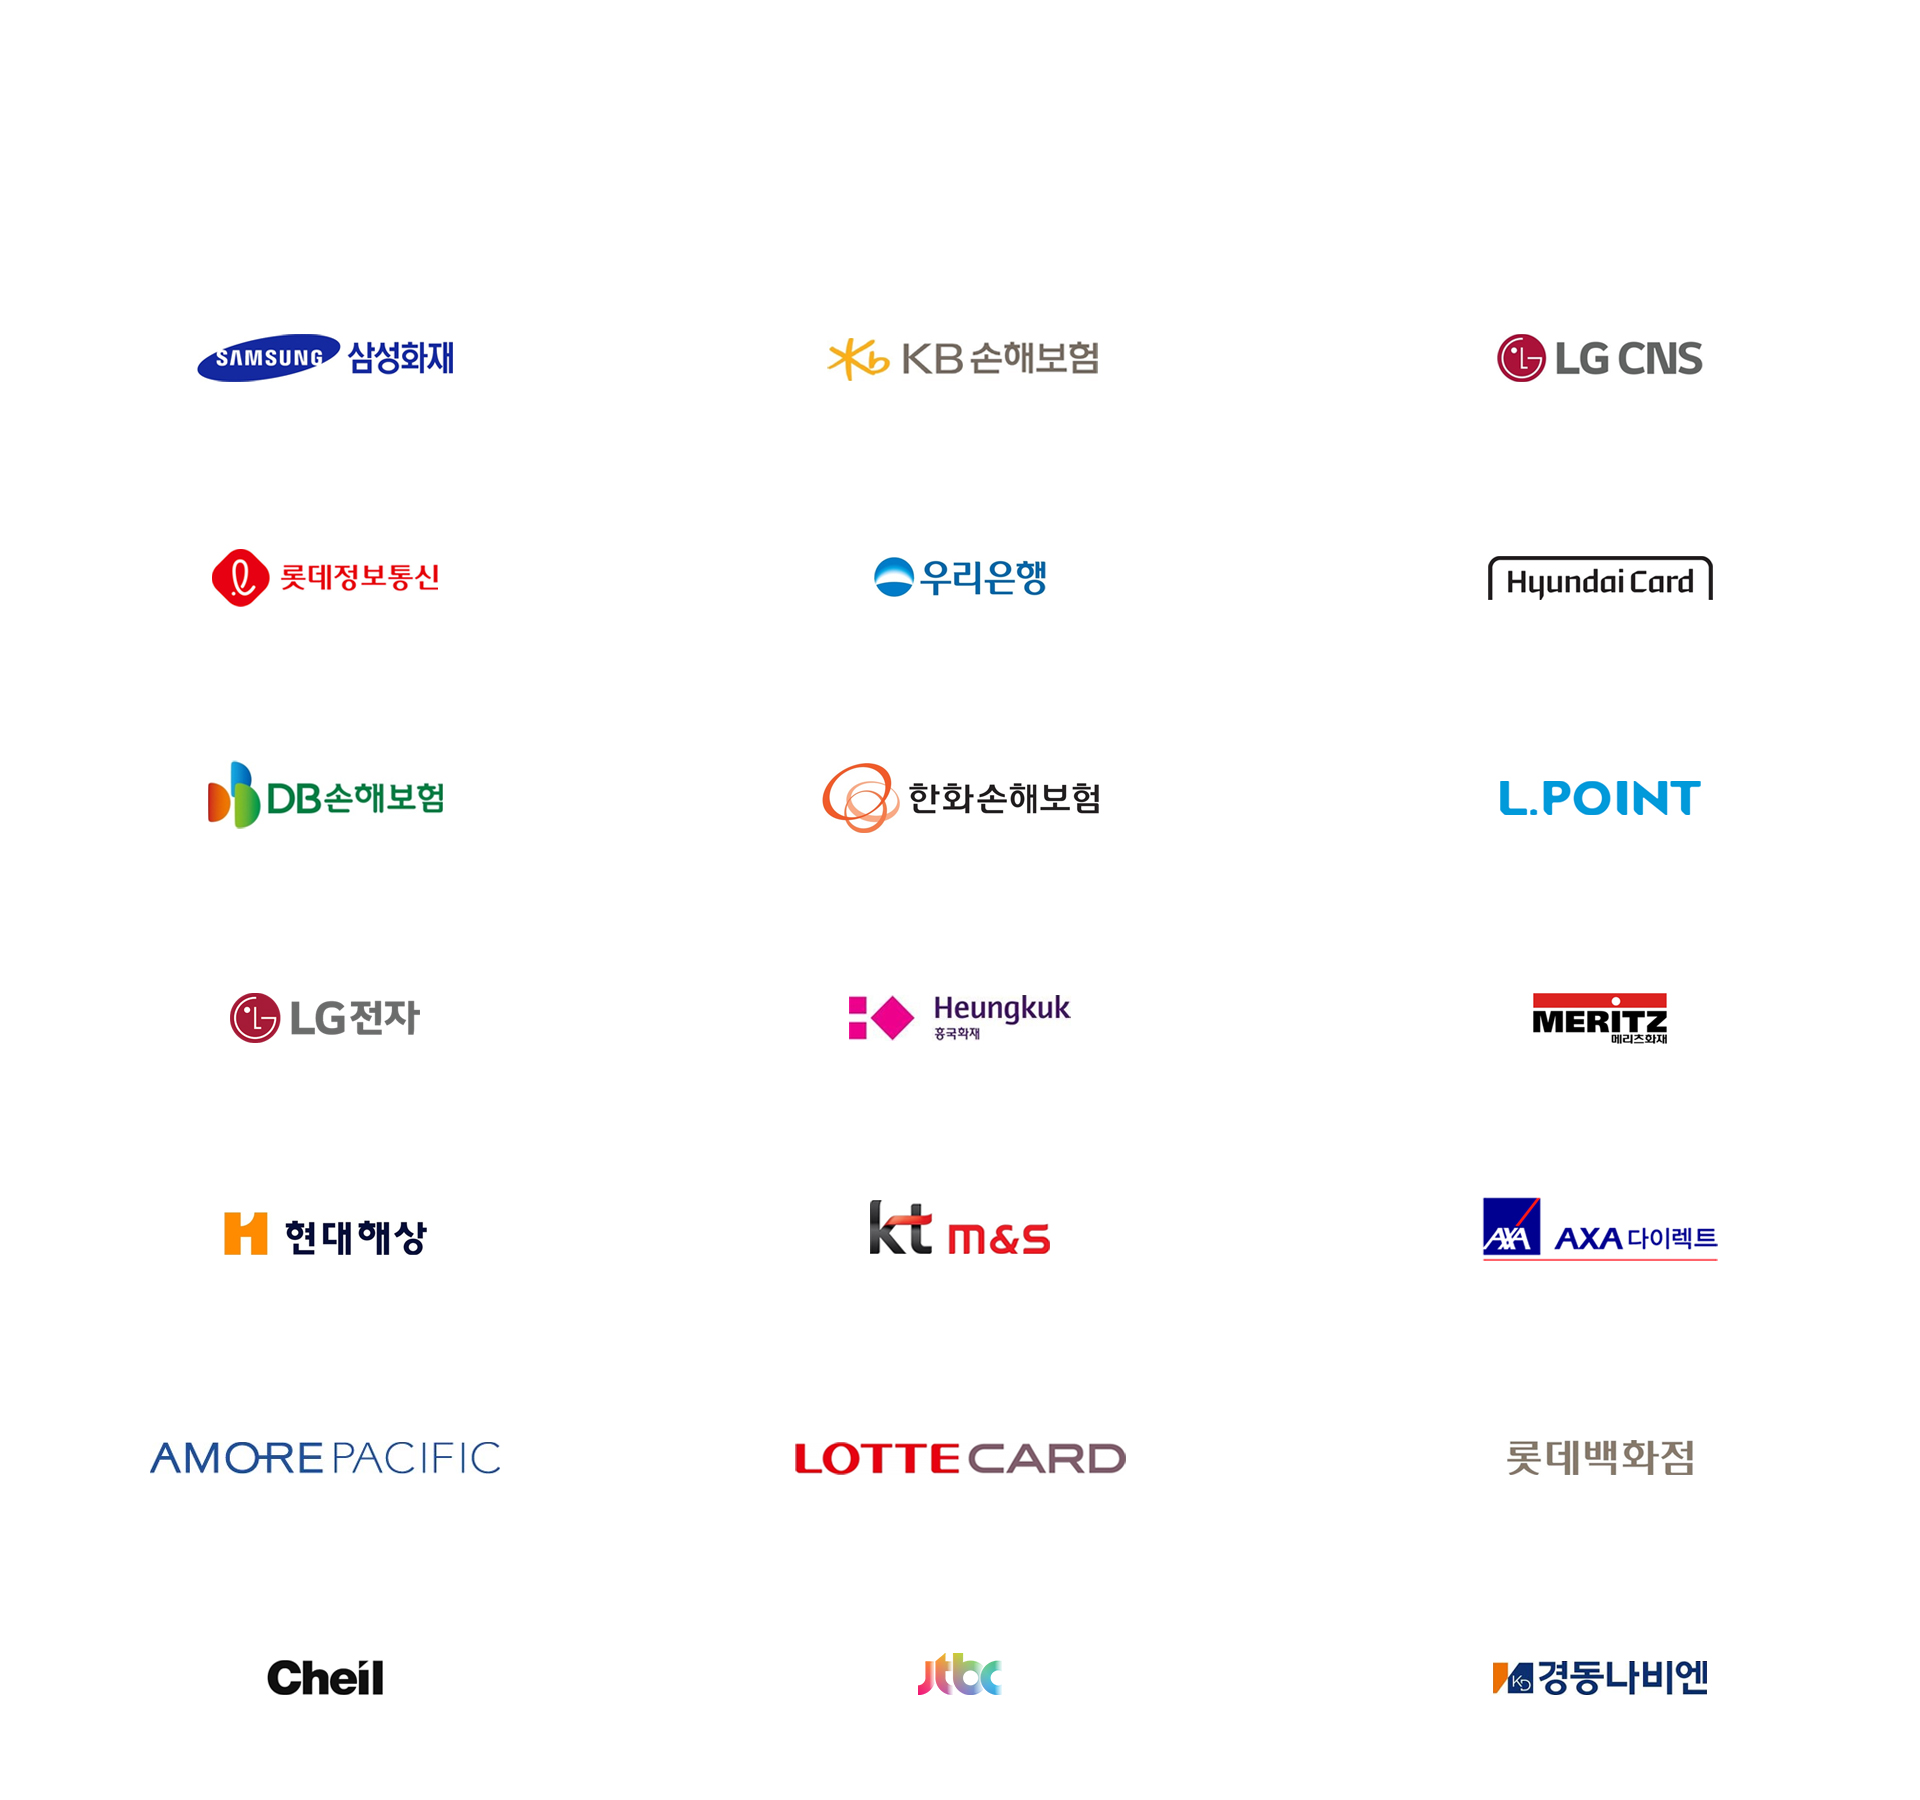 SAMSUNG 삼성화재
KB 손해보험
LG CNS
롯데정보통신
우리은행
Hyundai Card
DB손해보험
한화손해보험
L.POINT
LG전자
Heungkuk
흥국화재
MERITZ
메리츠화재
현대해상
kt m&s
AXA AXA 다이렉트
AMOREPACIFIC
LOTTE CARD
롯데백화점
Cheil
jtbc
KD 경동나비엔